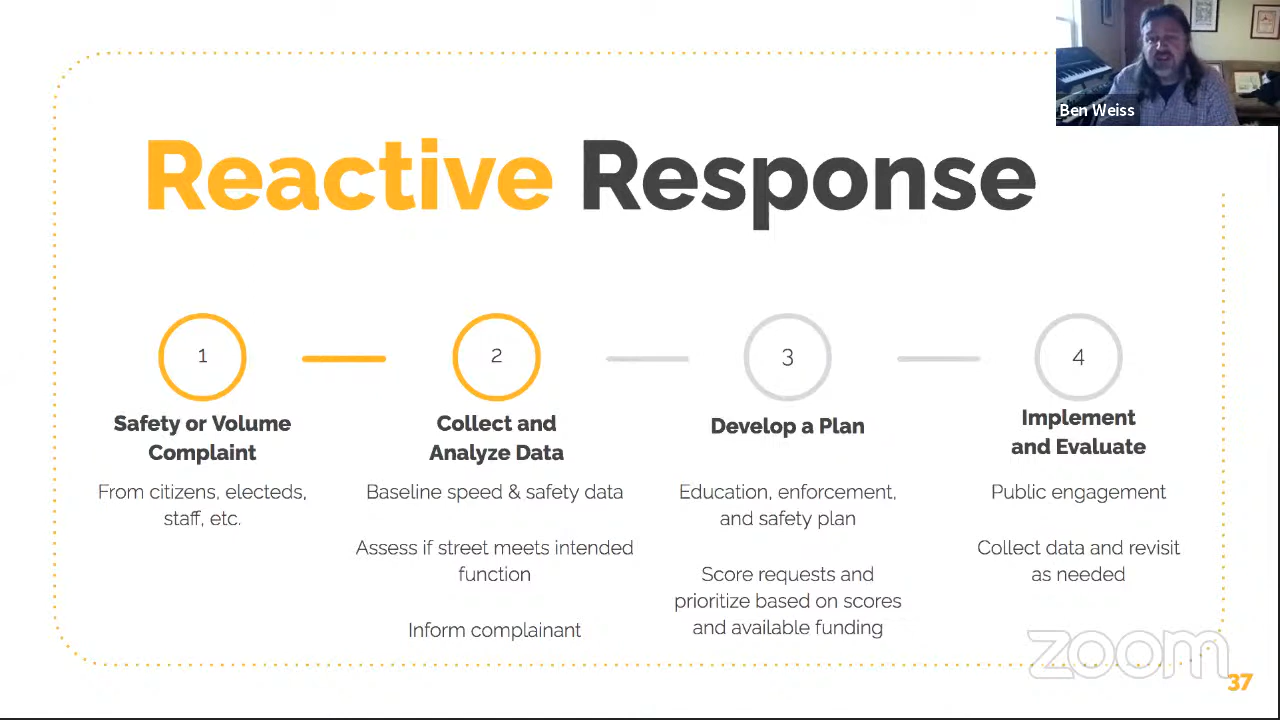 Ben Weiss
Reactive Response
1
2
3
4
Safety or Volume
Complaint
From citizens, electeds,
staff, etc.
Collect and
Analyze Data
Baseline speed & safety data
Assess if street meets intended
function
Inform complainant
Develop a Plan
Education, enforcement,
and safety plan
Score requests and
prioritize based on scores
and available funding
Implement
and Evaluate
Public engagement
Collect data and revisit
as needed
zoom
37